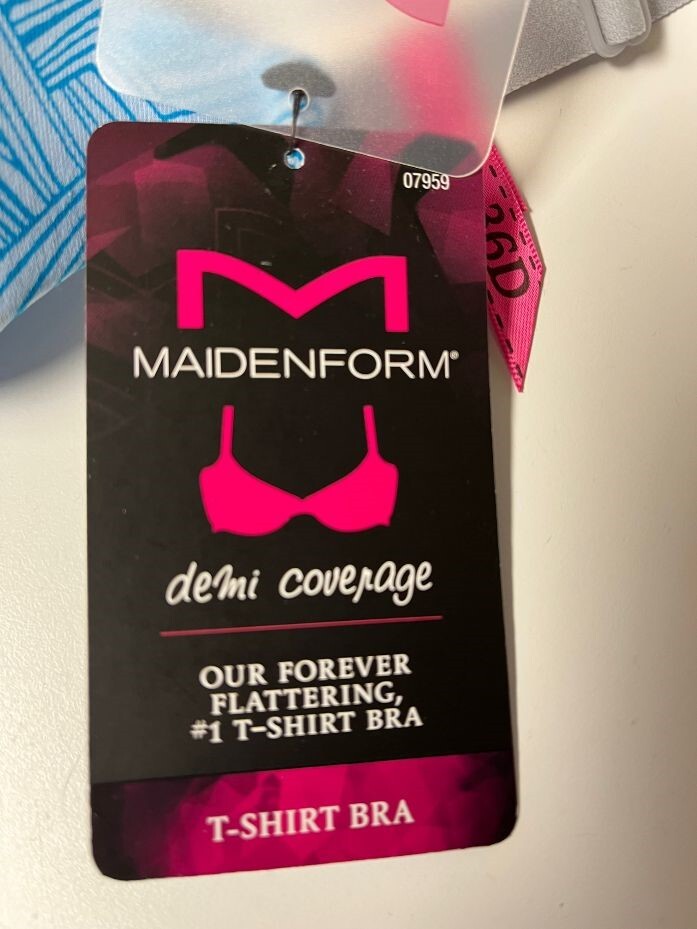 07959
36D
MAIDENFORM®
demi coverage
OUR FOREVER
FLATTERING,
#1 T-SHIRT BRA
T-SHIRT BRA